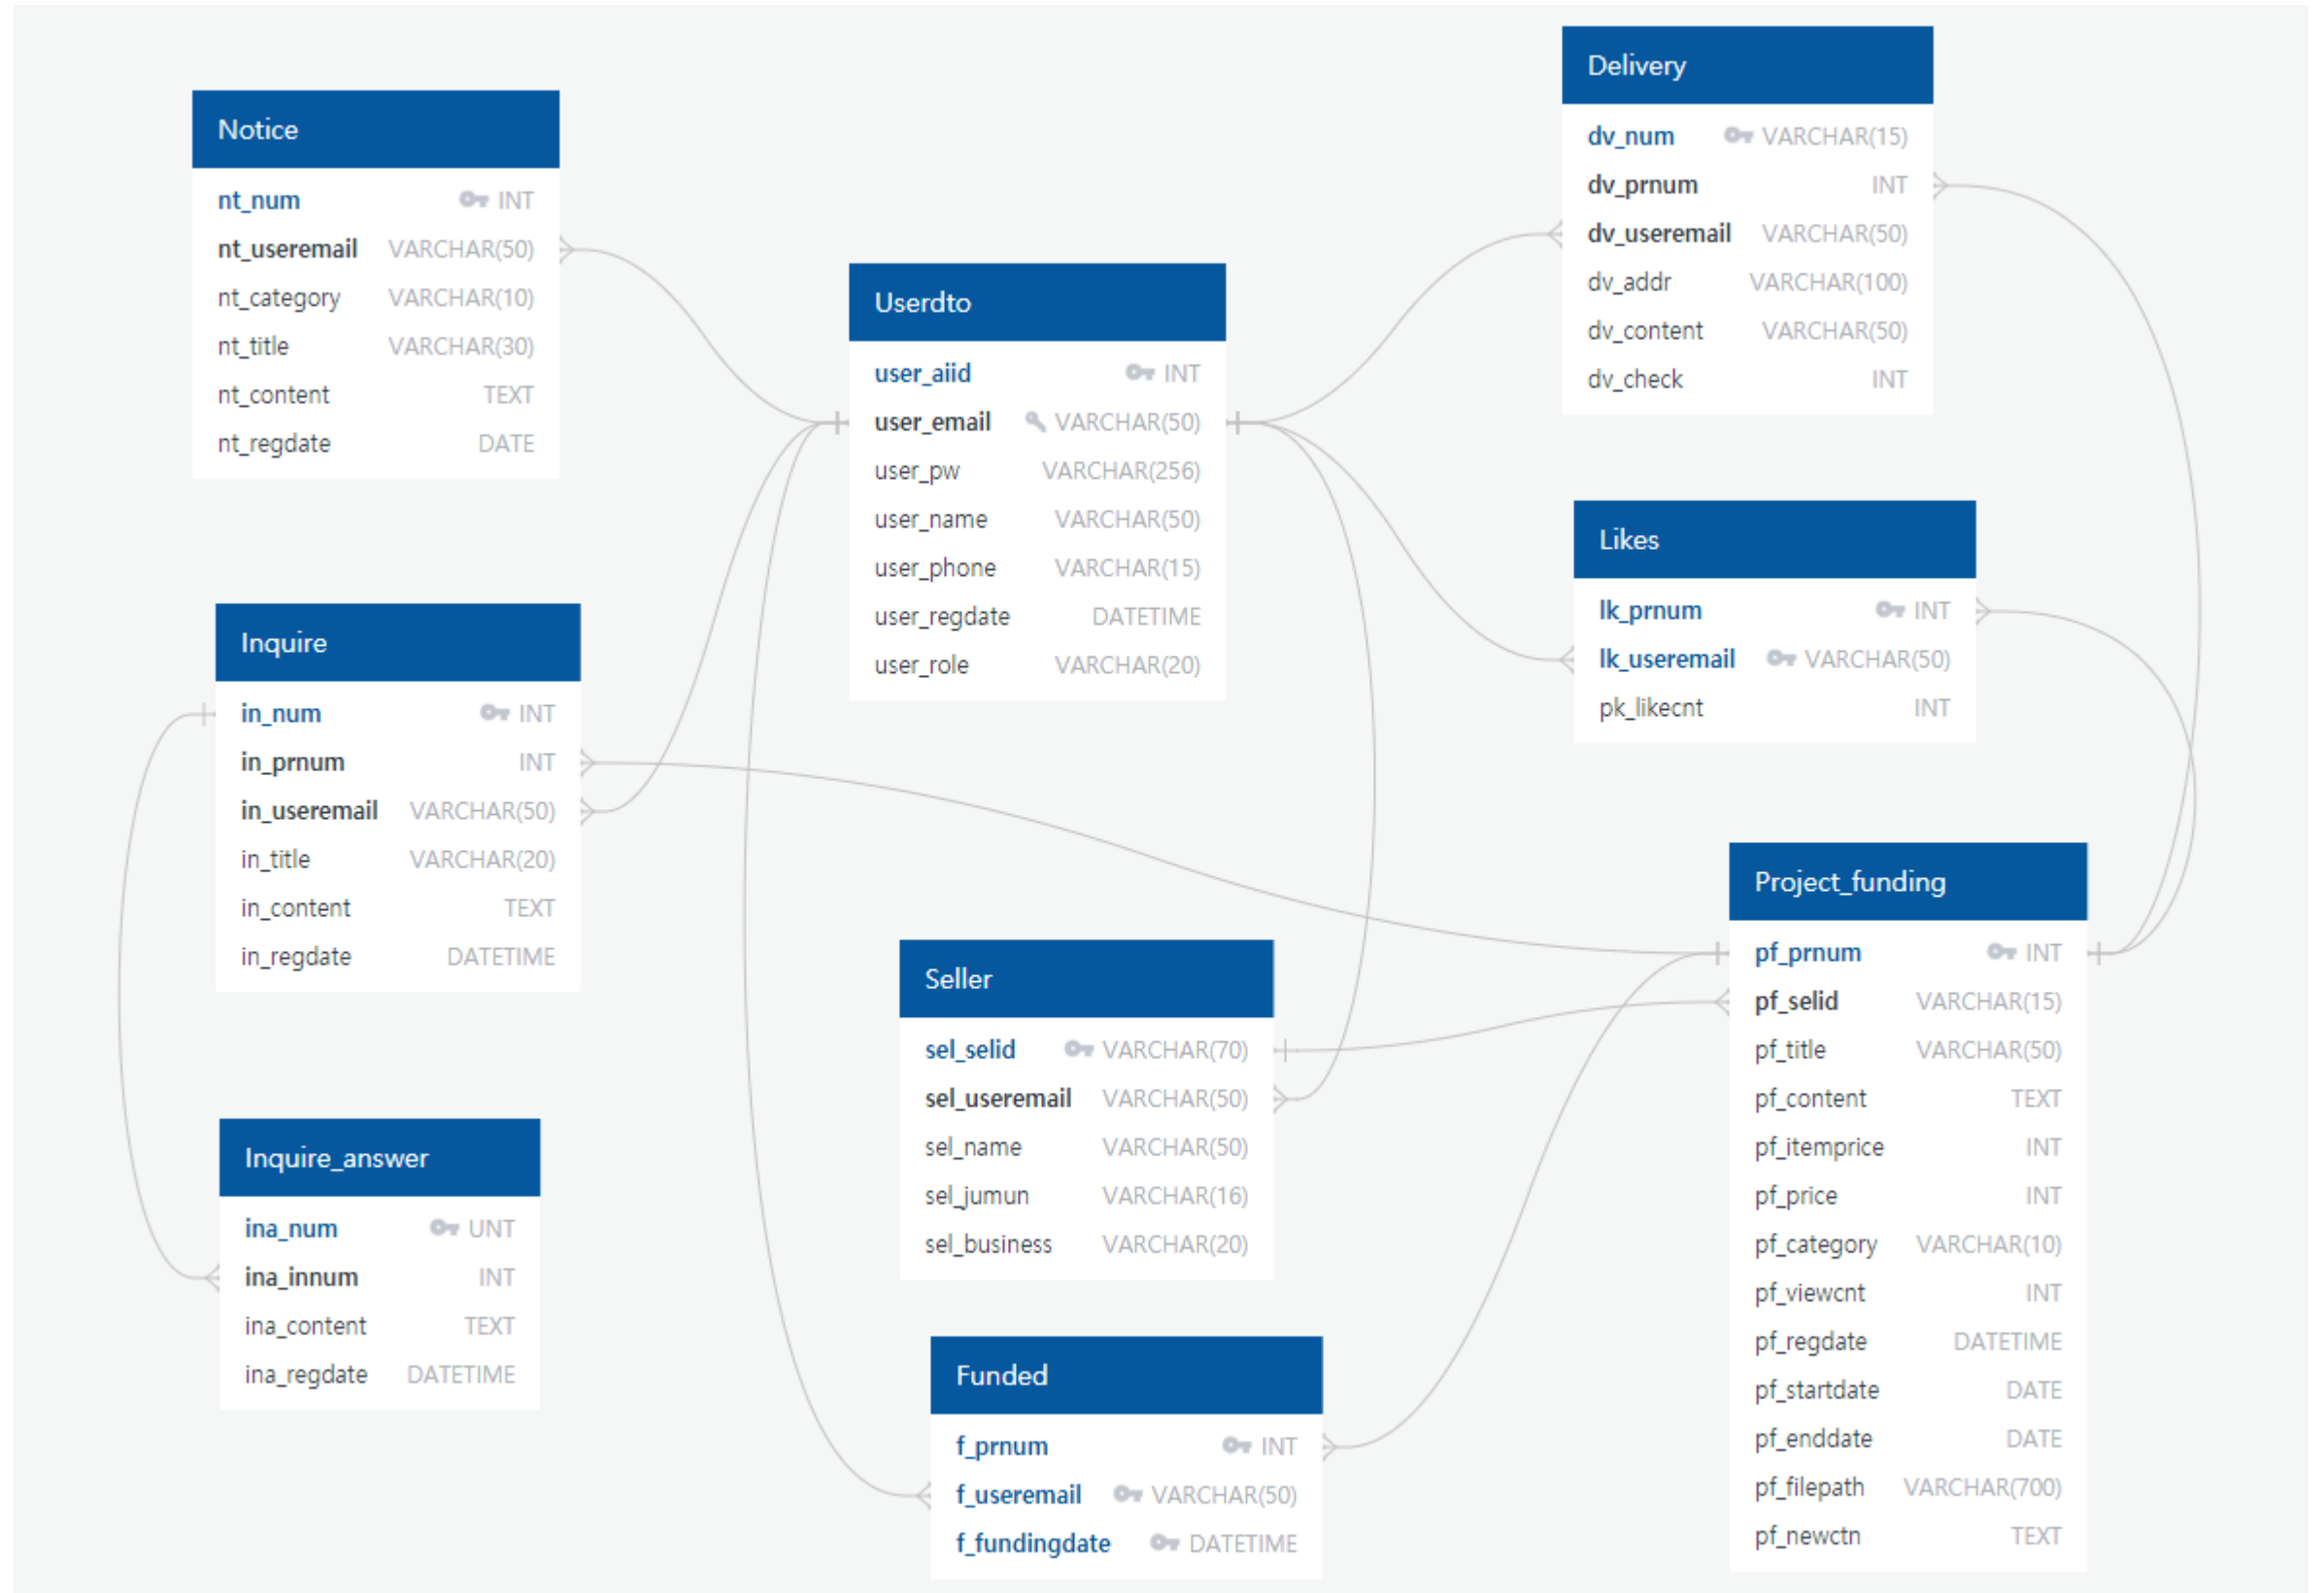 Notice
nt_num INT
nt_useremail VARCHAR(50)
nt_category VARCHAR(10)
nt_title VARCHAR(30)
nt_content TEXT
nt_regdate DATE
Userdto
user_aiid INT
user_email VARCHAR(50)
user_pw VARCHAR(256)
user_name VARCHAR(50)
user_phone VARCHAR(15)
user_regdate DATETIME
user_role VARCHAR(20)
Delivery
dv_num VARCHAR(15)
dv_prnum INT
dv_useremail VARCHAR(50)
dv_addr VARCHAR(100)
dv_content VARCHAR(50)
dv_check INT
Likes
lk_prnum INT
lk_useremail VARCHAR(50)
pk_likecnt INT
Inquire
in_num INT
in_prnum INT
in_useremail VARCHAR(50)
in_title VARCHAR(20)
in_content TEXT
in_regdate DATETIME
Inquire_answer
ina_num UNT
ina_innum INT
ina_content TEXT
ina_regdate DATETIME
Seller
sel_selid VARCHAR(70)
sel_useremail VARCHAR(50)
sel_name VARCHAR(50)
sel_jumun VARCHAR(16)
sel_business VARCHAR(20)
Funded
f_prnum INT
f_useremail VARCHAR(50)
f_fundingdate DATETIME
Project_funding
pf_prnum INT
pf_selid VARCHAR(15)
pf_title VARCHAR(50)
pf_content TEXT
pf_itemprice INT
pf_price INT
pf_category VARCHAR(10)
pf_viewcnt INT
pf_regdate DATETIME
pf_startdate DATE
pf_enddate DATE
pf_filepath VARCHAR(700)
pf_newctn TEXT